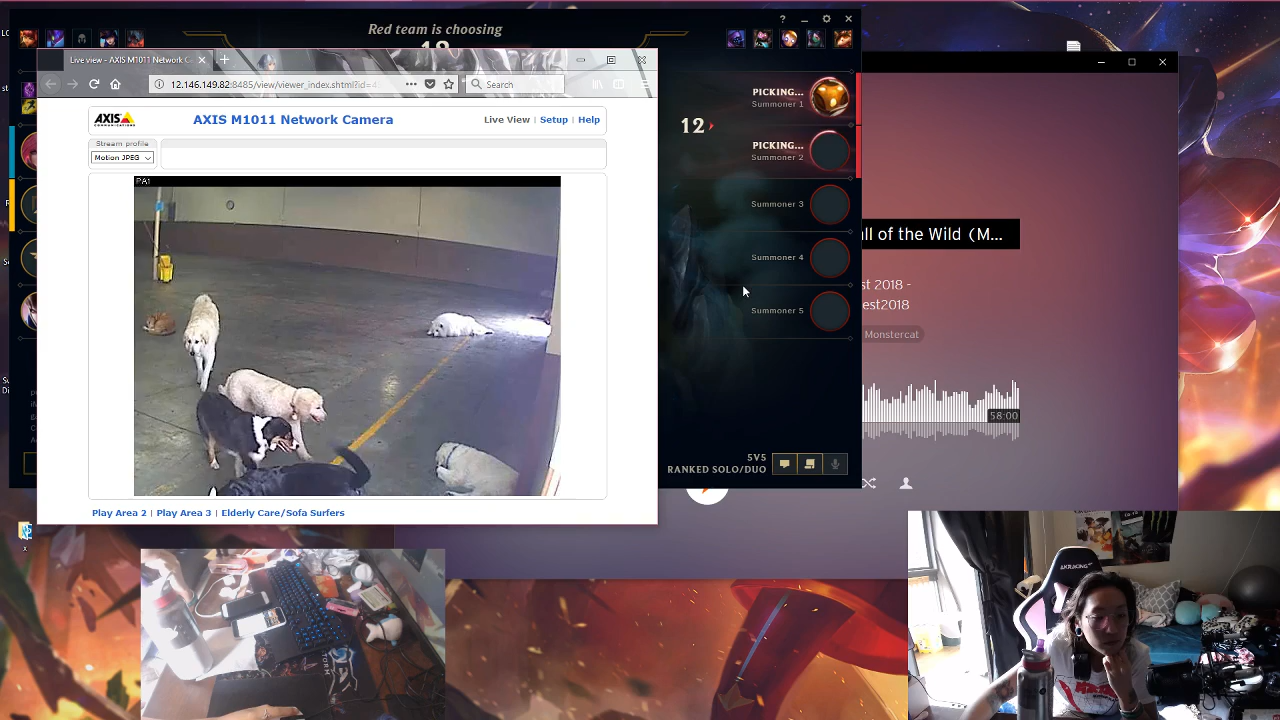 Red team is choosing
Live view - AXIS M1011 Network C
12.146.149.82:8485/view/viewer_index.shtml?id=4
Search
AXIS
COMMUNICATIONS
AXIS M1011 Network Camera
Live View | Setup | Help
Stream profile
Motion JPEG
PA1
Play Area 2 | Play Area 3 | Elderly Care/Sofa Surfers
12
PICKING...
Summoner 1
PICKING...
Summoner 2
Summoner 3
Summoner 4
Summoner 5
5V5
RANKED SOLO/DUO
ll of the Wild (M...
st 2018 -
est2018
Monstercat
58:00
AKRACING